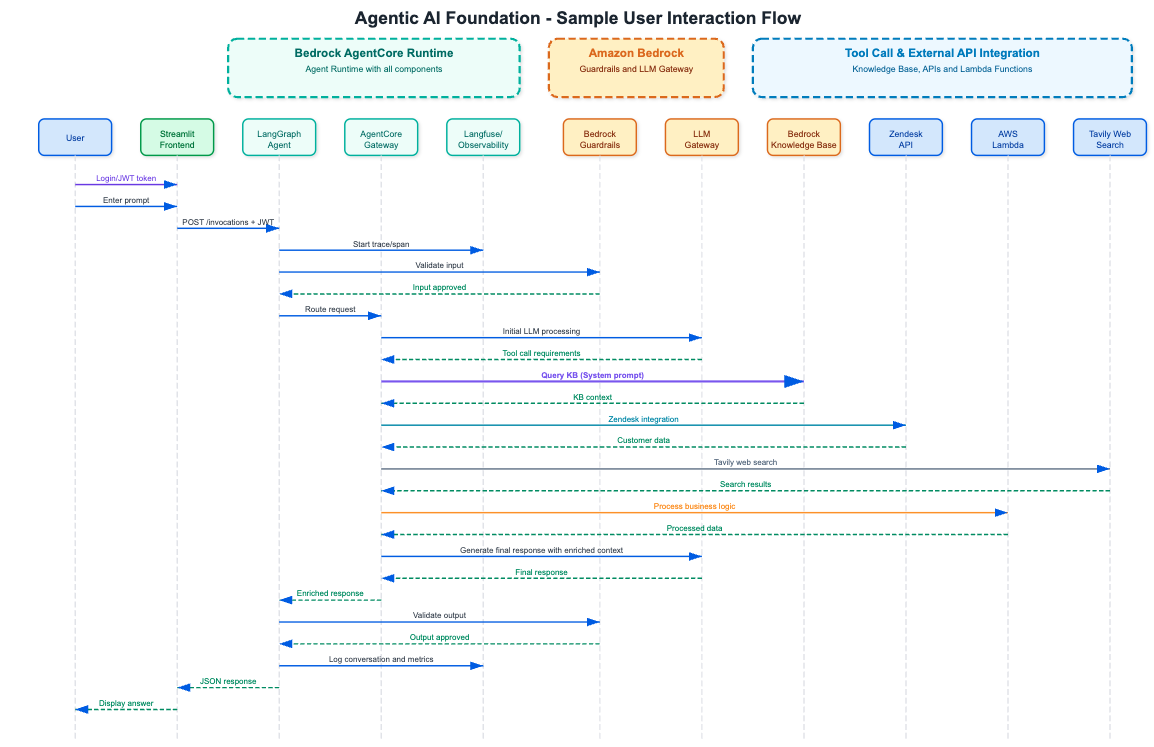 Agentic AI Foundation - Sample User Interaction Flow
Bedrock AgentCore Runtime
Agent Runtime with all components
Amazon Bedrock
Guardrails and LLM Gateway
Tool Call & External API Integration
Knowledge Base, APIs and Lambda Functions
User
Streamlit
Frontend
LangGraph
Agent
AgentCore
Gateway
Langfuse/
Observability
Bedrock
Guardrails
LLM
Gateway
Bedrock
Knowledge Base
Zendesk
API
AWS
Lambda
Tavily Web
Search
Login/JWT token
Enter prompt
POST /invocations + JWT
Start trace/span
Validate input
Input approved
Route request
Initial LLM processing
Tool call requirements
Query KB (System prompt)
KB context
Zendesk integration
Customer data
Tavily web search
Search results
Process business logic
Processed data
Generate final response with enriched context
Final response
Enriched response
Validate output
Output approved
Log conversation and metrics
JSON response
Display answer